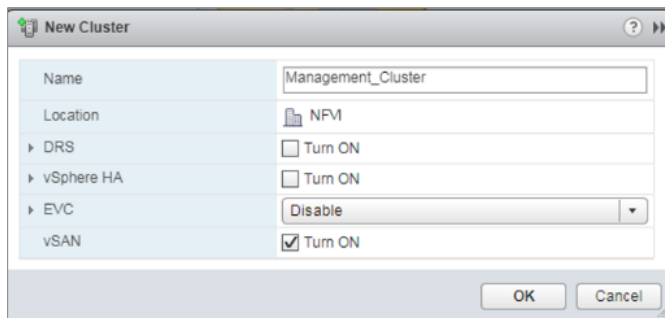 New Cluster
Name Management_Cluster
Location NFVI
DRS Turn ON
vSphere HA Turn ON
EVC Disable
vSAN Turn ON
OK Cancel